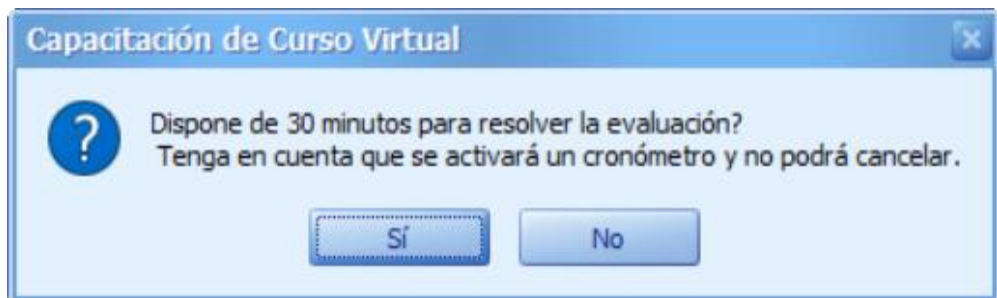 Capacitación de Curso Virtual
Dispone de 30 minutos para resolver la evaluación?
Tenga en cuenta que se activará un cronómetro y no podrá cancelar.
Sí No